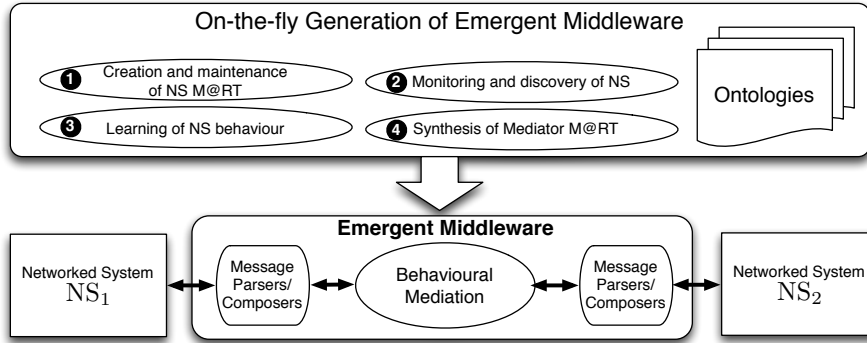 On-the-fly Generation of Emergent Middleware
1 Creation and maintenance
of NS M@RT
2 Monitoring and discovery of NS
3 Learning of NS behaviour
4 Synthesis of Mediator M@RT
Ontologies
Emergent Middleware
Networked System
NS1
Message
Parsers/
Composers
Behavioural
Mediation
Message
Parsers/
Composers
Networked System
NS2